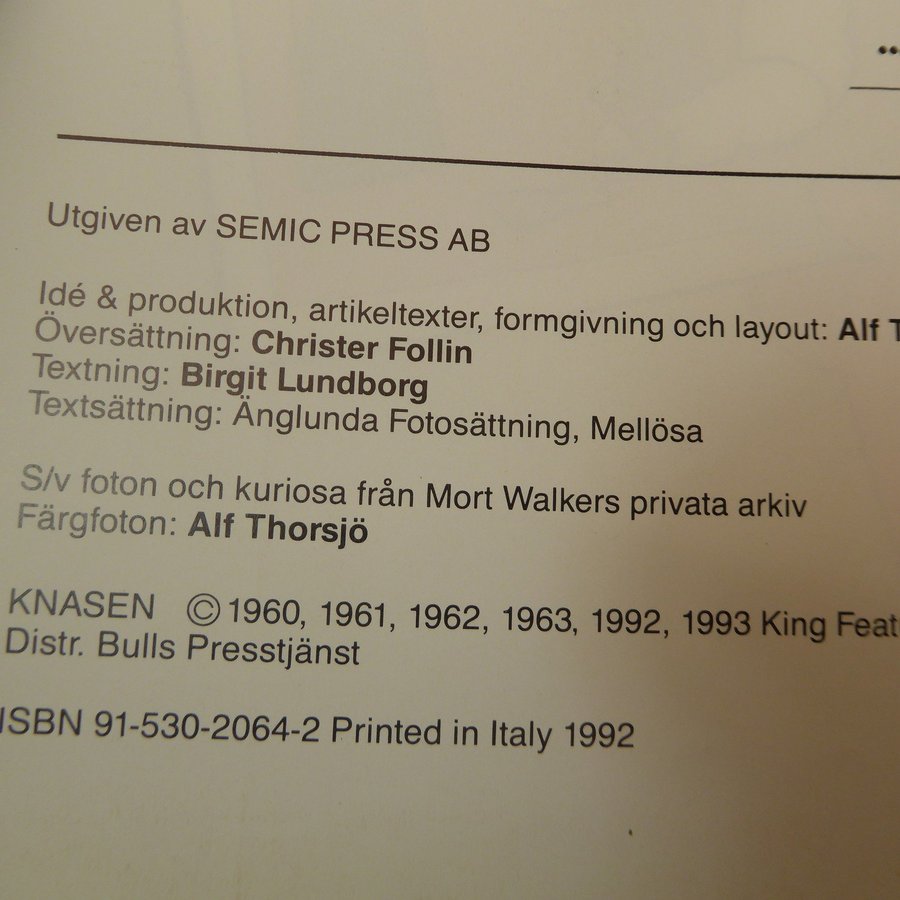 Utgiven av SEMIC PRESS AB
Idé & produktion, artikeltexter, formgivning och layout: Alf
Översättning: Christer Follin
Textning: Birgit Lundborg
Textsättning: Änglunda Fotosättning, Mellösa
S/v foton och kuriosa från Mort Walkers privata arkiv
Färgfoton: Alf Thorsjö
KNASEN © 1960, 1961, 1962, 1963, 1992, 1993 King
Distr. Bulls Presstjänst
ISBN 91-530-2064-2 Printed in Italy 1992